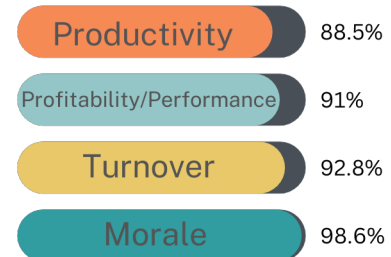 Productivity 88.5%
Profitability/Performance 91%
Turnover 92.8%
Morale 98.6%